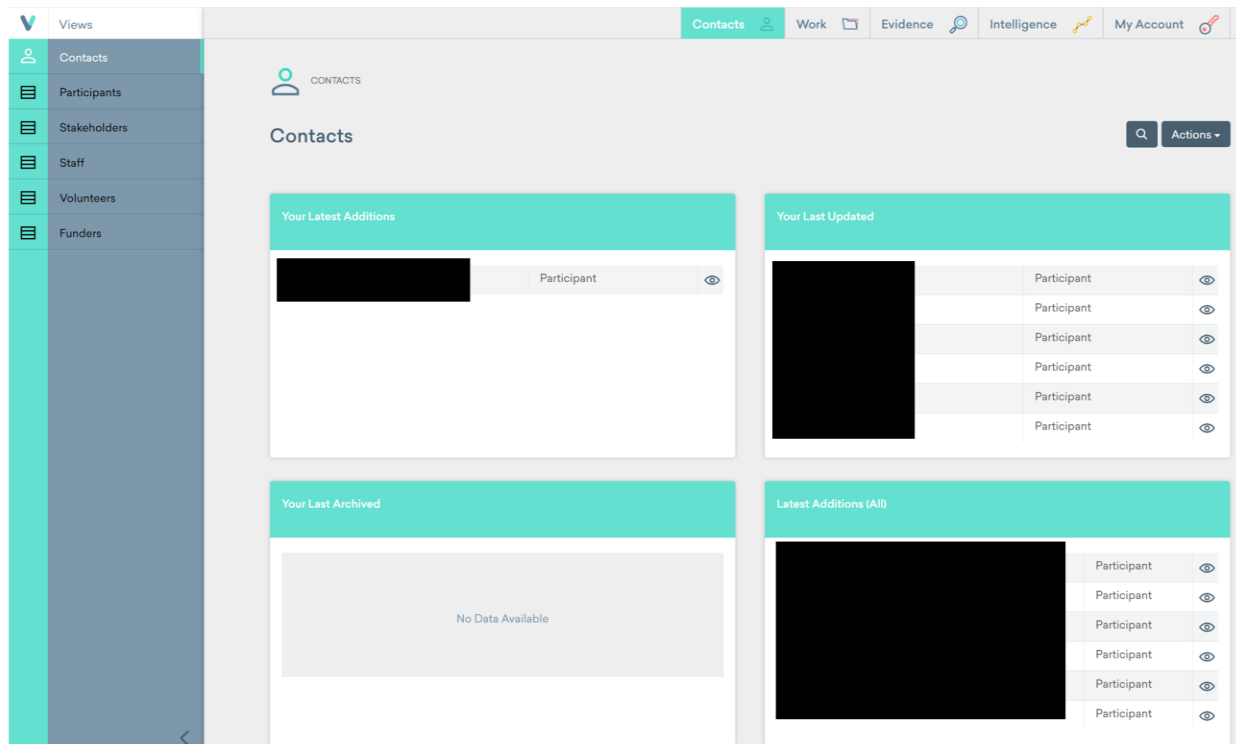 Views
Contacts
Work
Evidence
Intelligence
My Account
Contacts
Participants
Stakeholders
Staff
Volunteers
Funders
CONTACTS
Contacts
Actions
Your Latest Additions
Participant
Your Last Updated
Participant
Participant
Participant
Participant
Participant
Participant
Your Last Archived
No Data Available
Latest Additions (All)
Participant
Participant
Participant
Participant
Participant
Participant